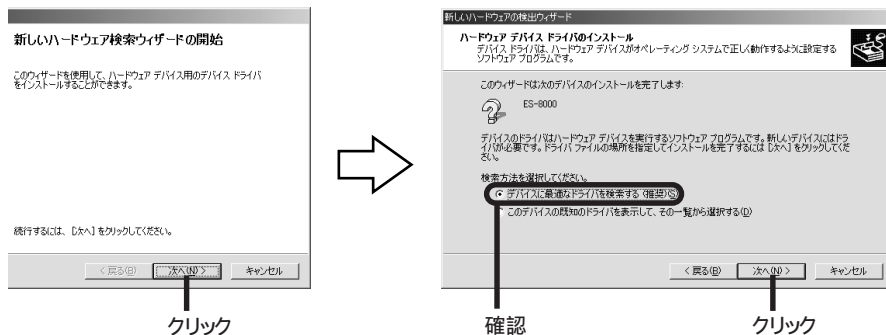 新しいハードウェア検索ウィザードの開始
このウィザードを使用して、ハードウェア デバイス用のデバイス ドライバ
をインストールすることができます。
続行するには、[次へ] をクリックしてください。
< 戻る(B)
次へ(N) >
キャンセル
クリック
新しいハードウェアの検出ウィザード
ハードウェア デバイス ドライバのインストール
デバイス ドライバは、ハードウェア デバイスがオペレーティング システムで正しく動作するように設定する
ソフトウェア プログラムです。
このウィザードは次のデバイスのインストールを完了します:
ES-8000
デバイスのドライバはハードウェア デバイスを実行するソフトウェア プログラムです。新しいデバイスにはドラ
イバが必要です。ドライバ ファイルの場所を指定してインストールを完了するには [次へ] をクリックしてくだ
さい。
検索方法を選択してください。
デバイスに最適なドライバを検索する (推奨)(S)
このデバイスの既知のドライバを表示して、その一覧から選択する(D)
< 戻る(B)
次へ(N) >
キャンセル
確認
クリック